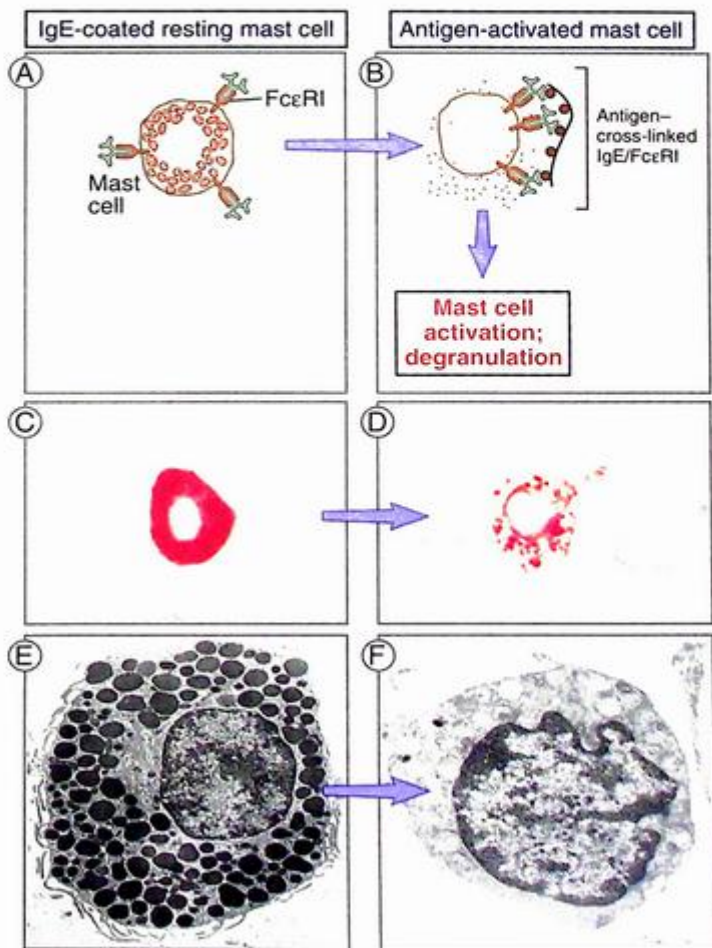 IgE-coated resting mast cell
Antigen-activated mast cell
A
FcεRI
Mast
cell
B
Antigen–
cross-linked
IgE/FcεRI
Mast cell
activation;
degranulation
C
D
E
F